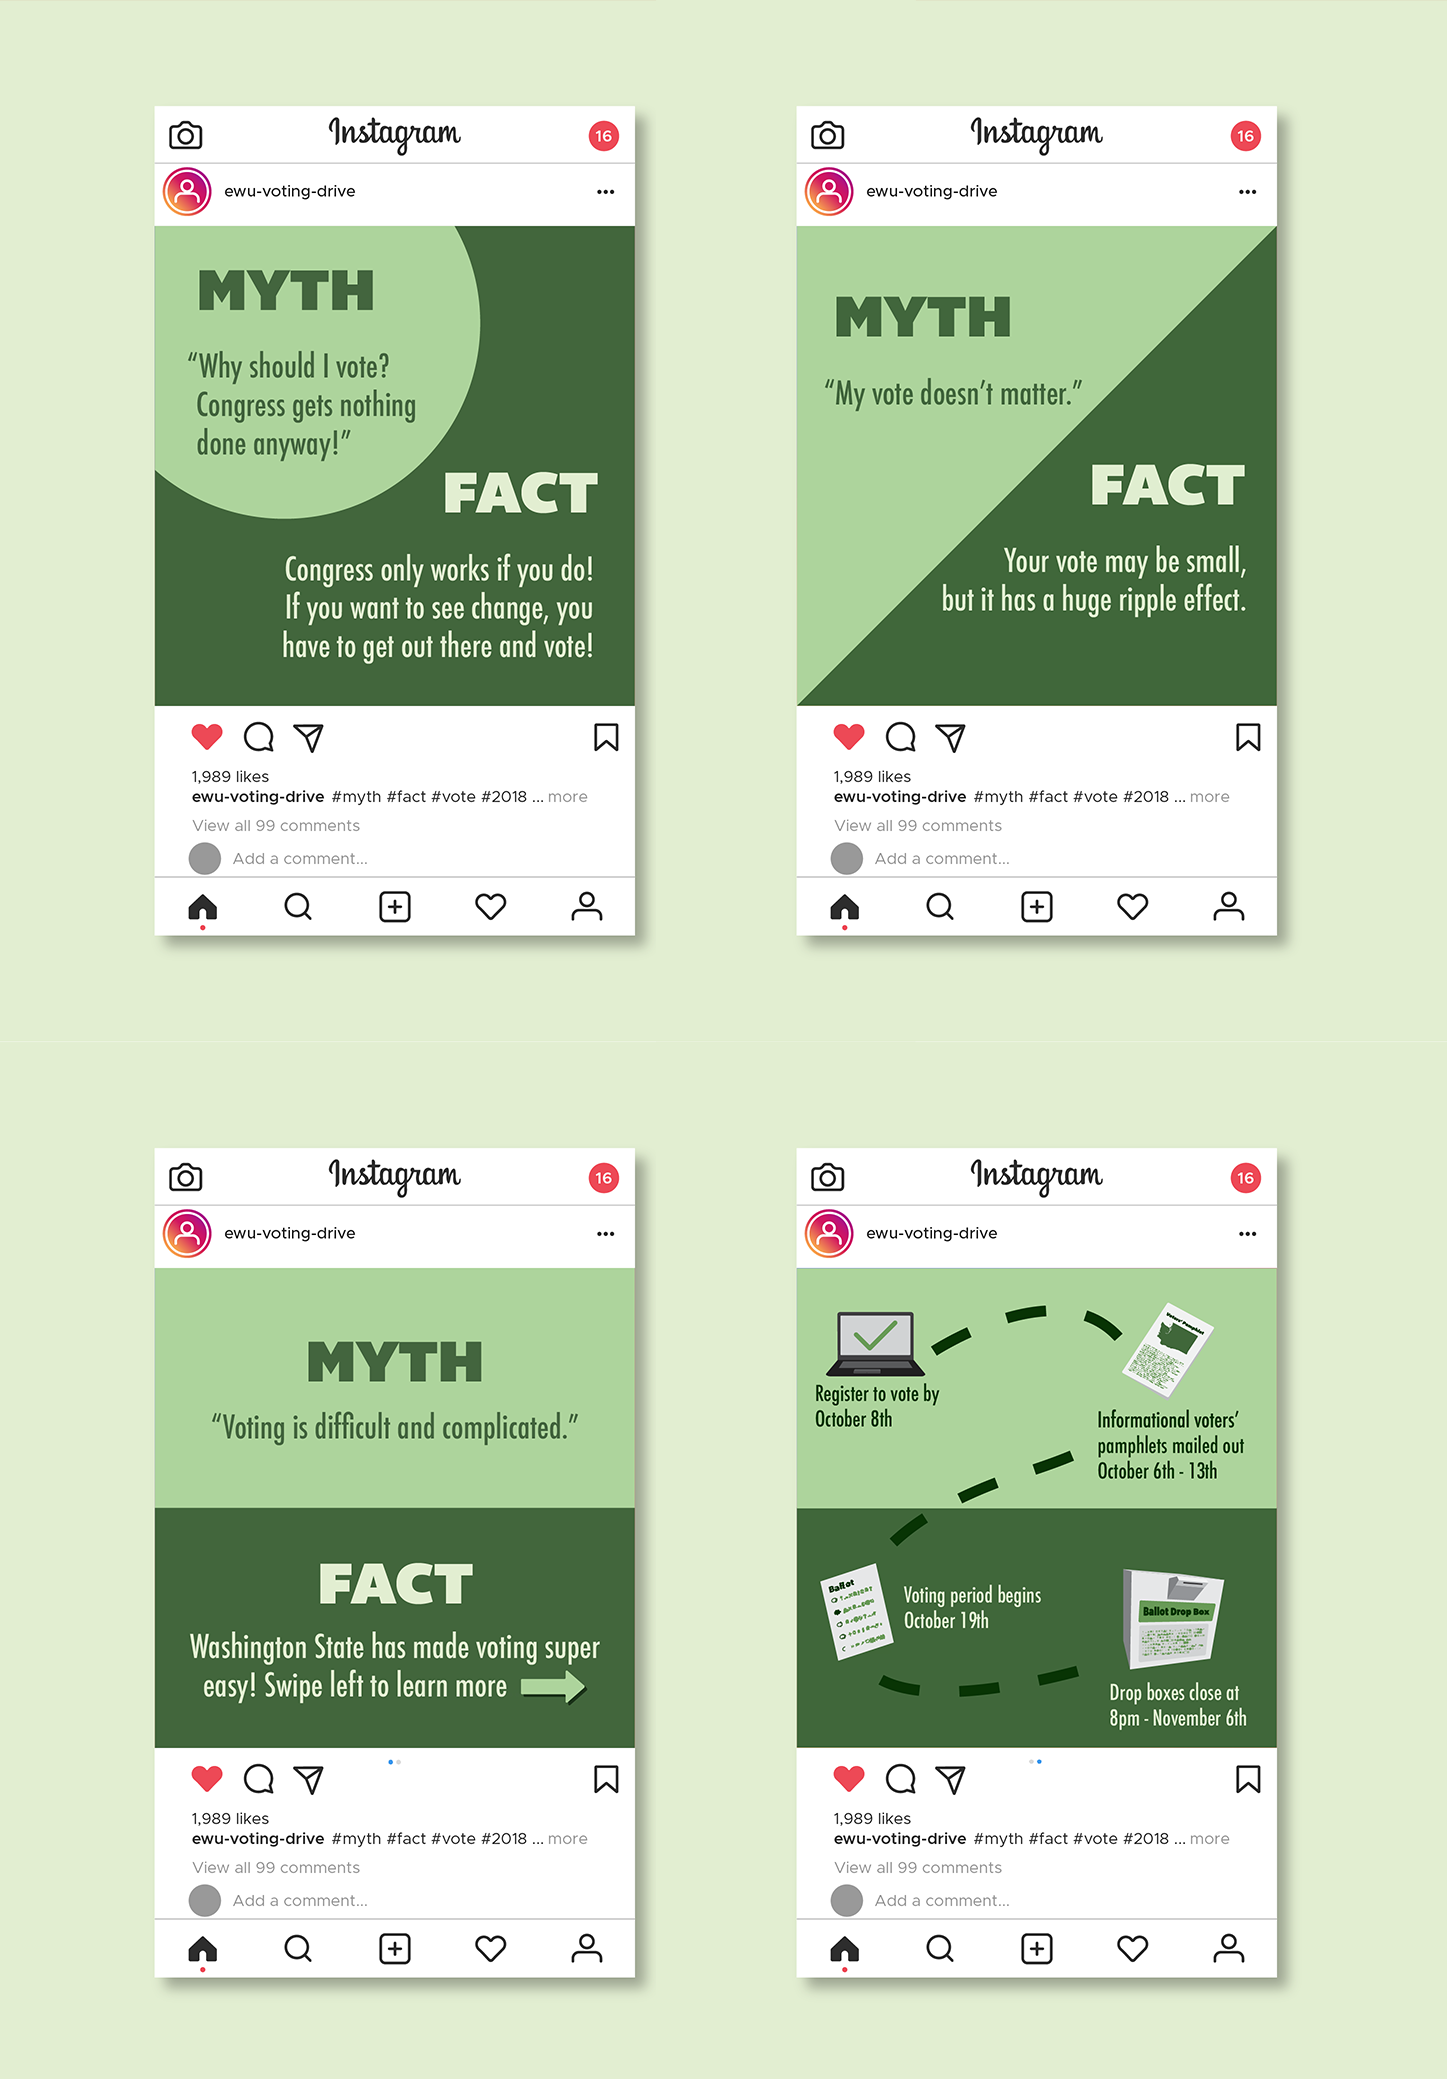 Instagram
16
ewu-voting-drive
MYTH
“Why should I vote?
Congress gets nothing
done anyway!”
FACT
Congress only works if you do!
If you want to see change, you
have to get out there and vote!
1,989 likes
ewu-voting-drive #myth #fact #vote #2018 ... more
View all 99 comments
Add a comment...
Instagram
16
ewu-voting-drive
MYTH
“My vote doesn’t matter.”
FACT
Your vote may be small,
but it has a huge ripple effect.
1,989 likes
ewu-voting-drive #myth #fact #vote #2018 ... more
View all 99 comments
Add a comment...
Instagram
16
ewu-voting-drive
MYTH
“Voting is difficult and complicated.”
FACT
Washington State has made voting super
easy! Swipe left to learn more
1,989 likes
ewu-voting-drive #myth #fact #vote #2018 ... more
View all 99 comments
Add a comment...
Instagram
16
ewu-voting-drive
Register to vote by
October 8th
Voters’ Pamphlet
Informational voters’
pamphlets mailed out
October 6th - 13th
Ballot
Voting period begins
October 19th
Ballot Drop Box
Drop boxes close at
8pm - November 6th
1,989 likes
ewu-voting-drive #myth #fact #vote #2018 ... more
View all 99 comments
Add a comment...